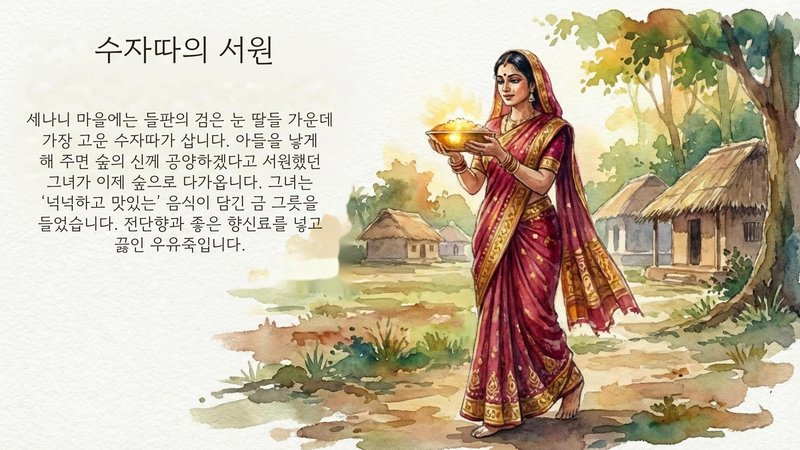 수자따의 서원
세나니 마을에는 들판의 검은 눈 딸들 가운데
가장 고운 수자따가 삽니다. 아들을 낳게
해 주면 숲의 신께 공양하겠다고 서원했던
그녀가 이제 숲으로 다가옵니다. 그녀는
‘넉넉하고 맛있는’ 음식이 담긴 금 그릇을
들었습니다. 전단향과 좋은 향신료를 넣고
끓인 우유죽입니다.